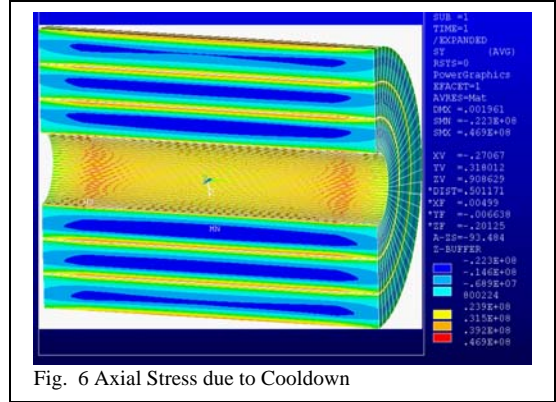 SUB =1
TIME=1
/EXPANDED
SY (AVG)
RSYS=0
PowerGraphics
EFACET=1
AVRES=Mat
DMX =.001961
SMN =-.223E+08
SMX =.469E+08
XV =-.27067
YV =.318012
ZV =.908629
*DIST=.501171
*XF =.00499
*YF =-.006638
*ZF =-.20125
A-ZS=-93.484
Z-BUFFER
-.223E+08
-.146E+08
-.689E+07
800224
.239E+08
.315E+08
.392E+08
.469E+08
MX
MN
Fig. 6 Axial Stress due to Cooldown